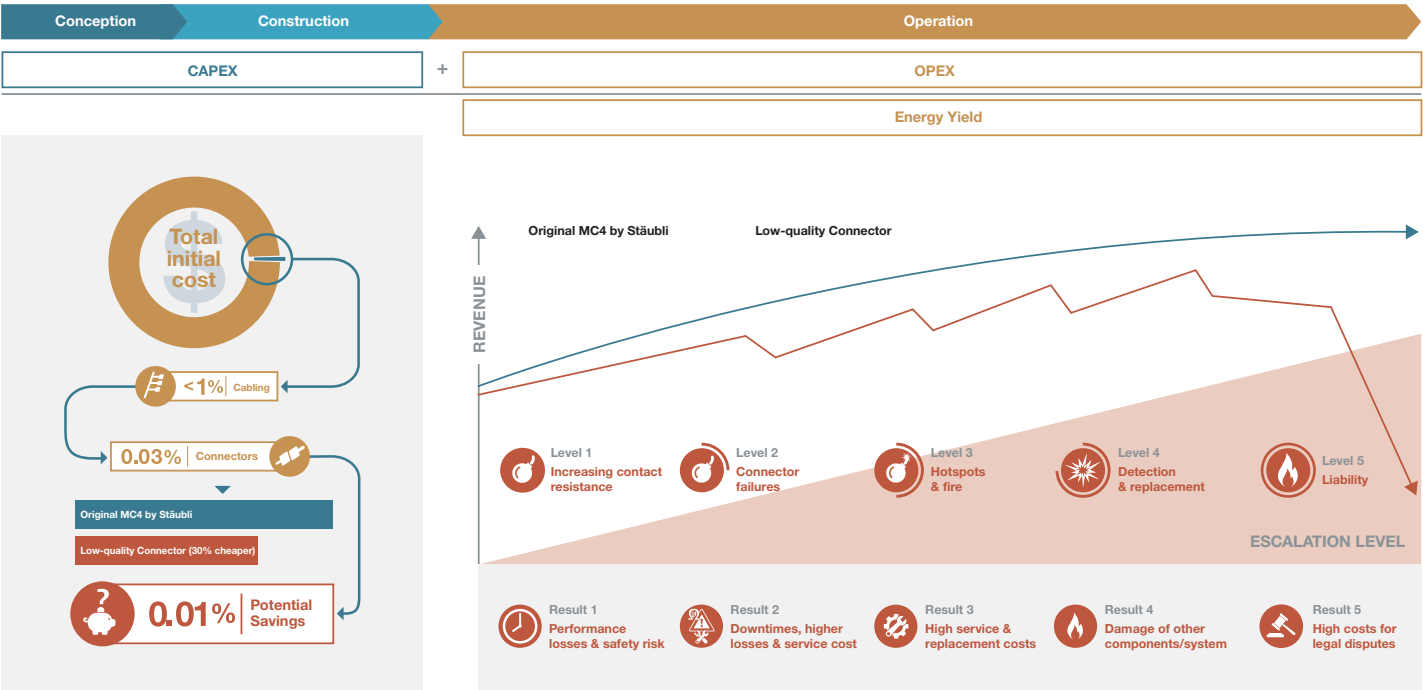 Conception
Construction
Operation
CAPEX
+
OPEX
Energy Yield
$
Total
initial
cost
<1% Cabling
0.03% Connectors
Original MC4 by Stäubli
Low-quality Connector (30% cheaper)
?
0.01% Potential
Savings
REVENUE
Original MC4 by Stäubli
Low-quality Connector
Level 1
Increasing contact
resistance
Level 2
Connector
failures
Level 3
Hotspots
& fire
Level 4
Detection
& replacement
Level 5
Liability
ESCALATION LEVEL
Result 1
Performance
losses & safety risk
Result 2
Downtimes, higher
losses & service cost
Result 3
High service &
replacement costs
Result 4
Damage of other
components/system
Result 5
High costs for
legal disputes